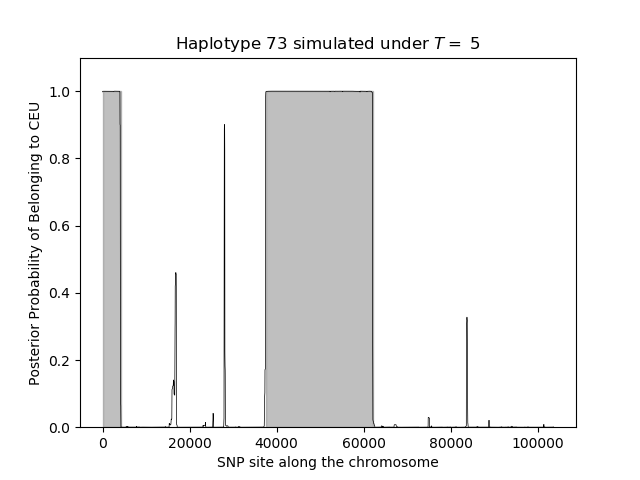 Haplotype 73 simulated under T = 5
Posterior Probability of Belonging to CEU
1.0
0.8
0.6
0.4
0.2
0.0
0 20000 40000 60000 80000 100000
SNP site along the chromosome